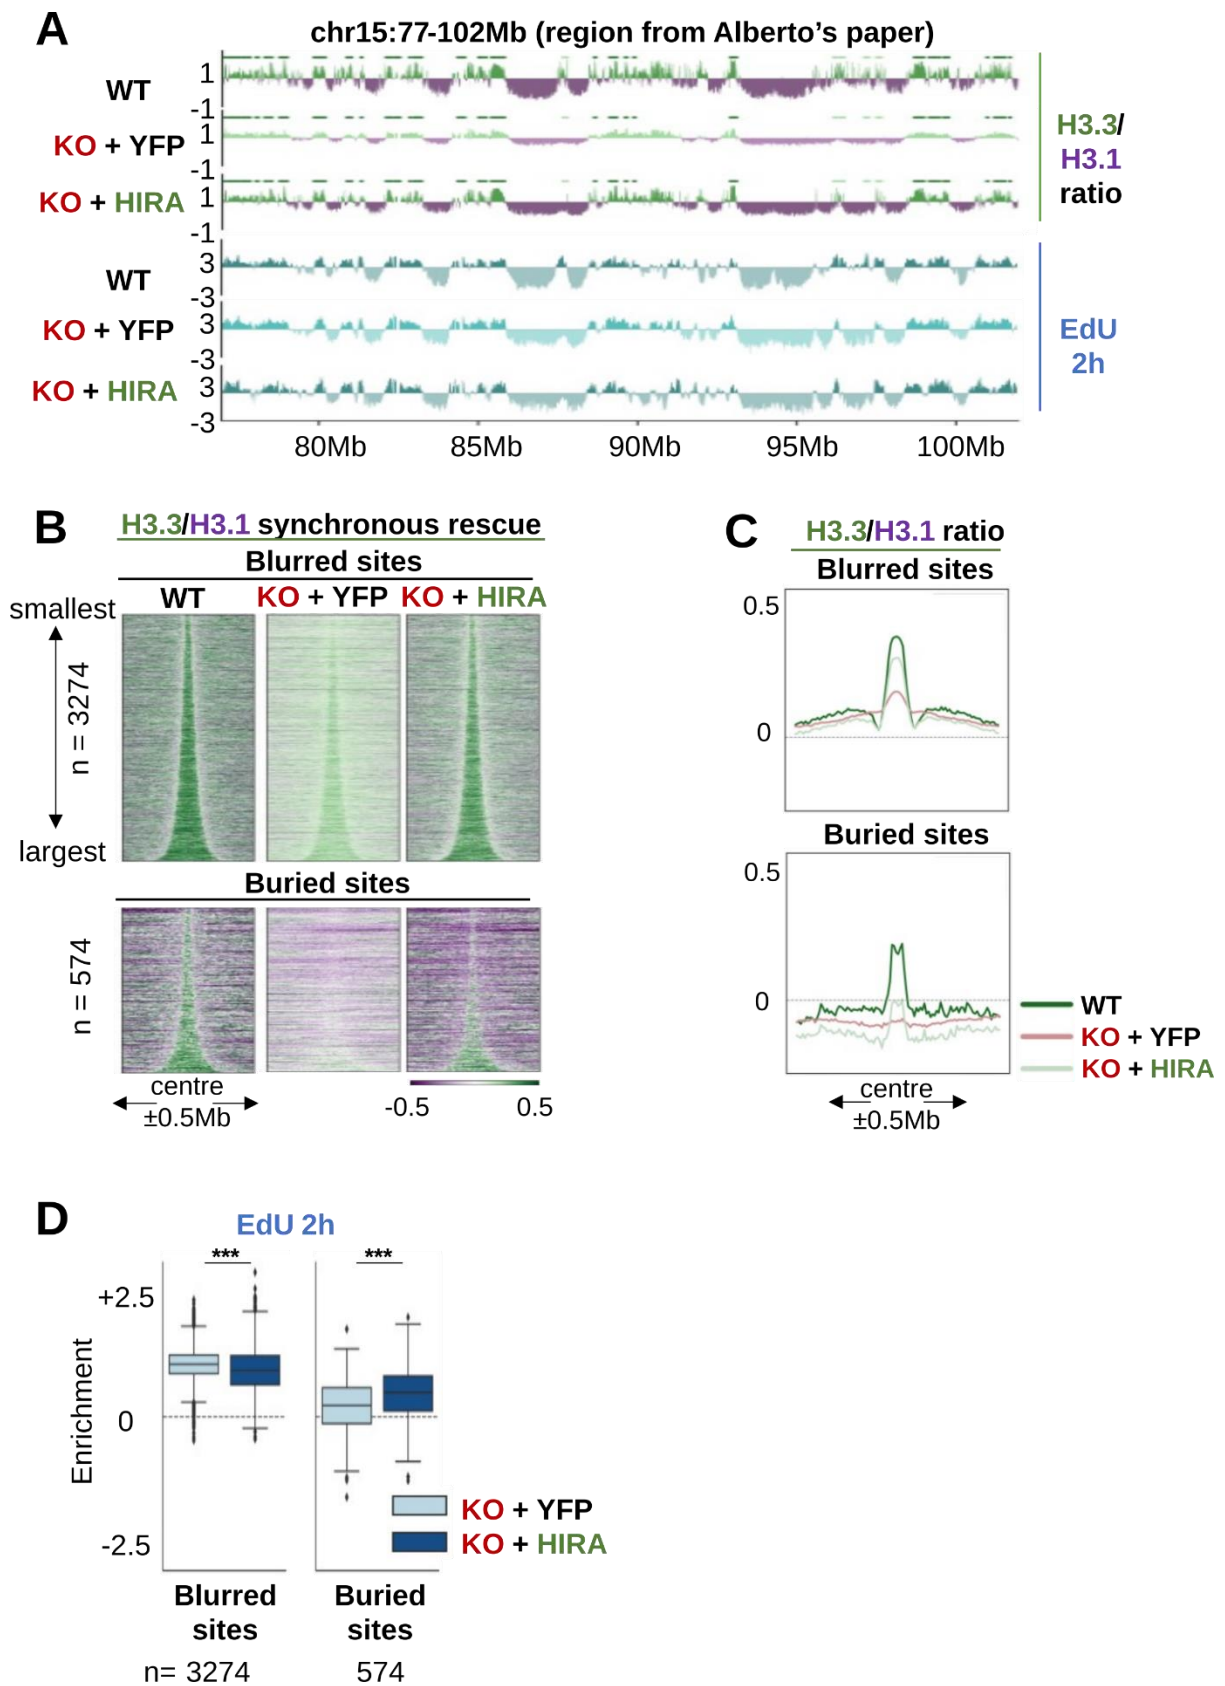 A
chr15:77-102Mb (region from Alberto's paper)
WT
1
-1
KO + YFP
1
-1
KO + HIRA
1
-1
H3.3/
H3.1
ratio
WT
3
-3
KO + YFP
3
-3
KO + HIRA
3
-3
EdU
2h
80Mb 85Mb 90Mb 95Mb 100Mb
B
H3.3/H3.1 synchronous rescue
Blurred sites
WT KO + YFP KO + HIRA
smallest
n = 3274
largest
Buried sites
n = 574
centre
±0.5Mb
-0.5 0.5
C
H3.3/H3.1 ratio
Blurred sites
0.5
0
Buried sites
0.5
0
WT
KO + YFP
KO + HIRA
centre
±0.5Mb
D
EdU 2h
*** ***
+2.5
0
-2.5
Enrichment
KO + YFP
KO + HIRA
Blurred
sites
Buried
sites
n= 3274 574